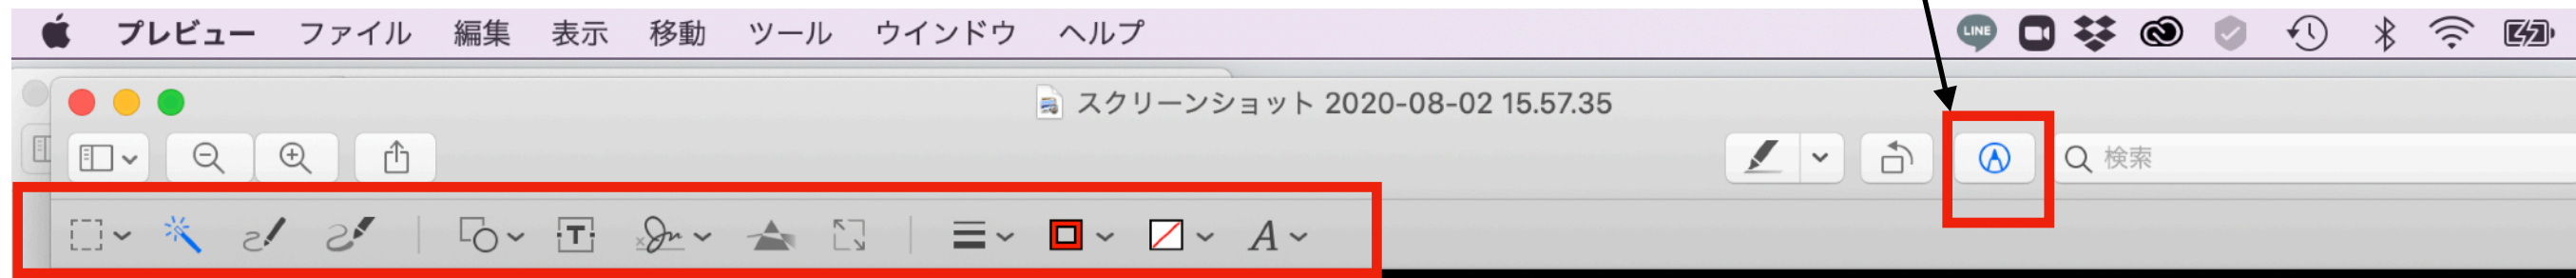 プレビュー ファイル 編集 表示 移動 ツール ウインドウ ヘルプ LINE
スクリーンショット 2020-08-02 15.57.35
検索
T A